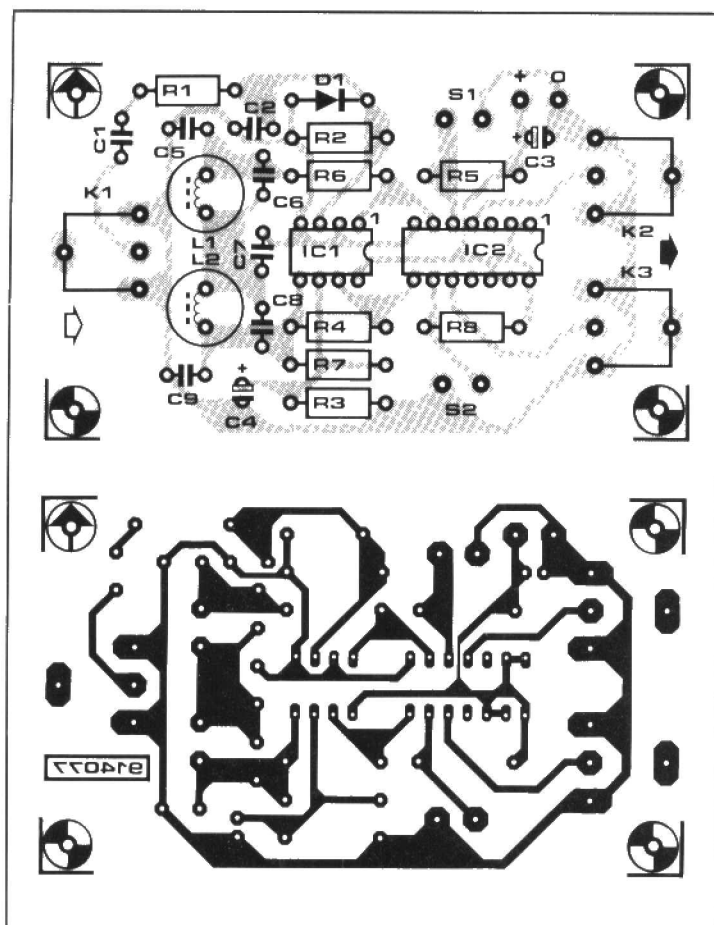 R1
D1
C1
C5
C2
R2
S1
+
0
+
C3
K1
R6
R5
C6
L1
L2
C7
IC1
1
IC2
1
K2
K3
C8
R4
R8
R7
C9
+
C4
R3
S2
914077